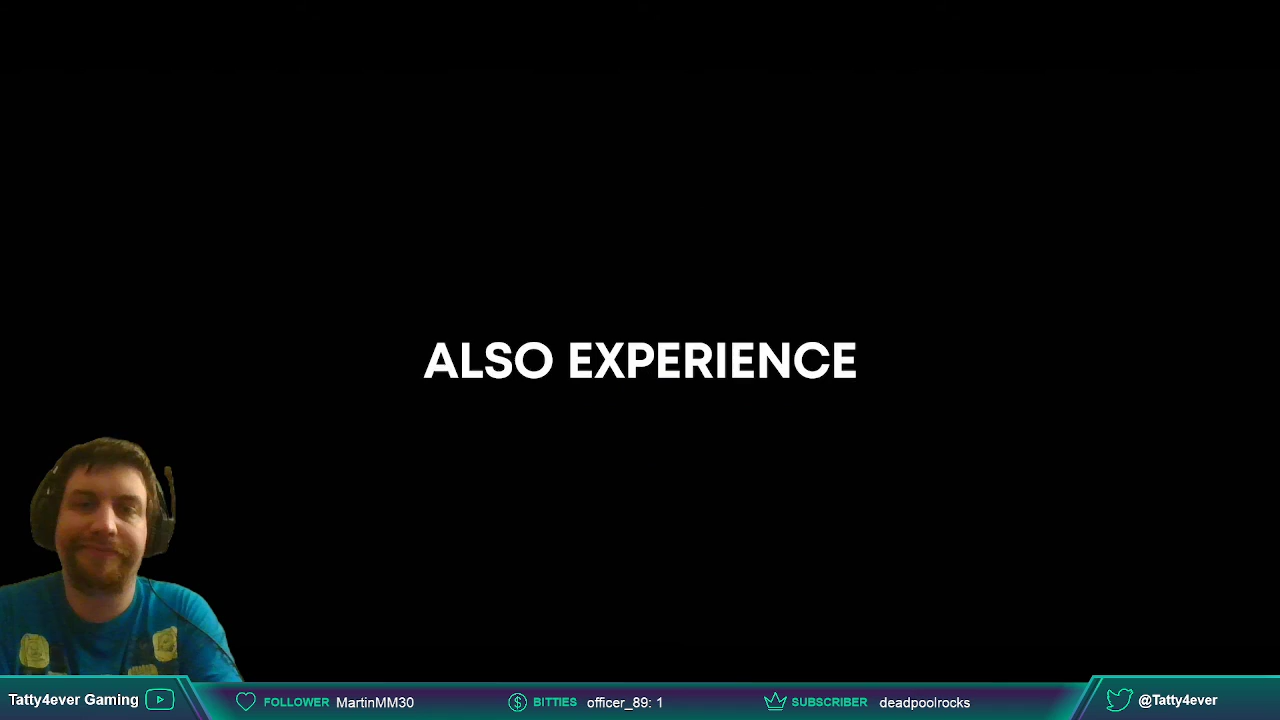 ALSO EXPERIENCE
Tatty4ever Gaming
FOLLOWER MartinMM30
BITTIES officer_89: 1
SUBSCRIBER deadpoolrocks
@Tatty4ever